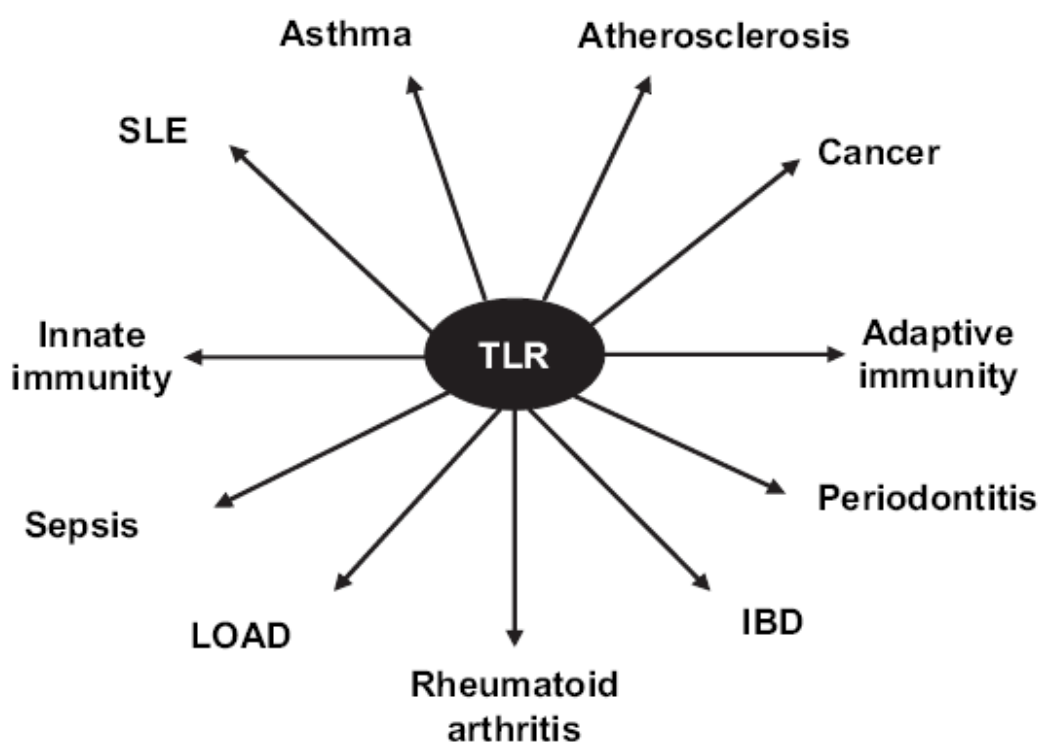 Asthma
Atherosclerosis
SLE
Cancer
Innate
immunity
TLR
Adaptive
immunity
Sepsis
Periodontitis
LOAD
IBD
Rheumatoid
arthritis